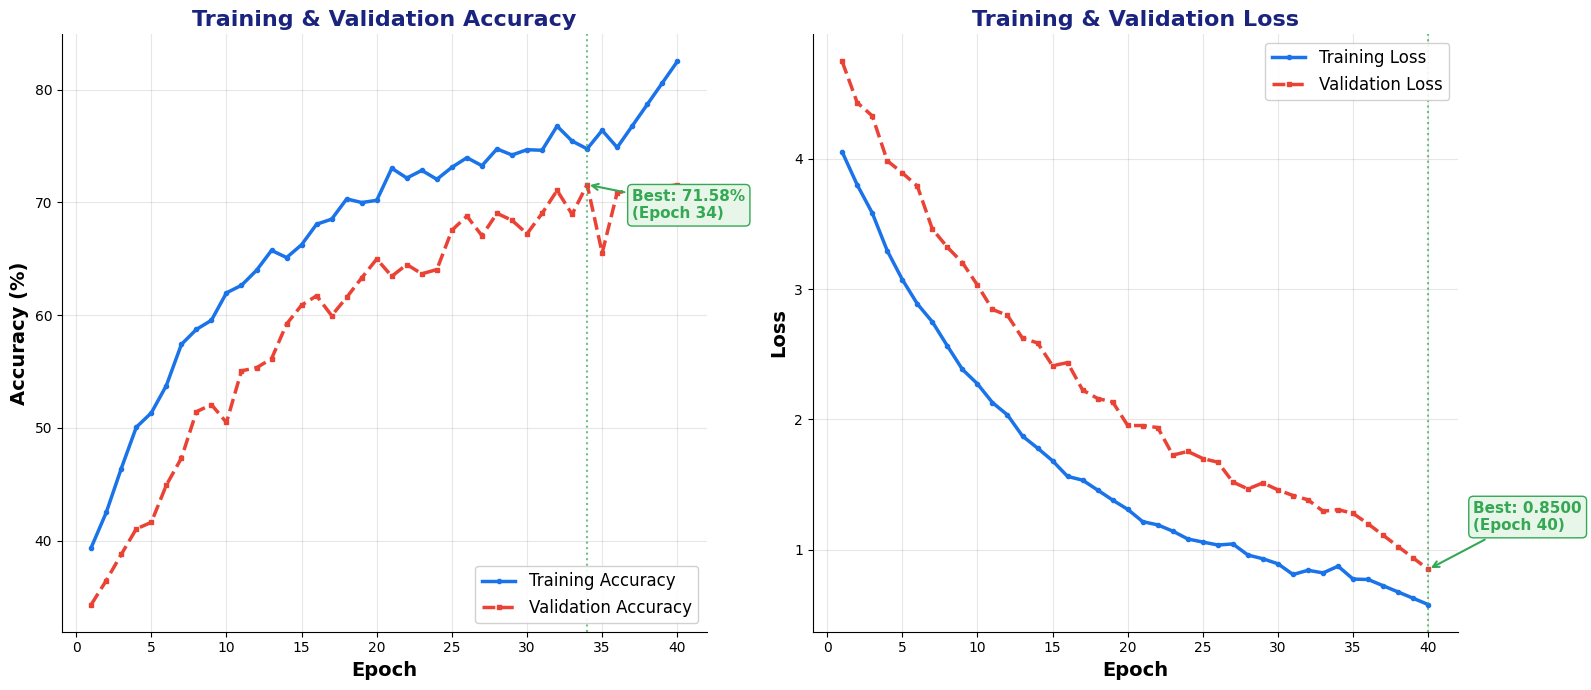 Training & Validation Accuracy
Accuracy (%)
80
70
60
50
40
0 5 10 15 20 25 30 35 40
Epoch
Best: 71.58%
(Epoch 34)
Training Accuracy
Validation Accuracy
Training & Validation Loss
Loss
4
3
2
1
0 5 10 15 20 25 30 35 40
Epoch
Training Loss
Validation Loss
Best: 0.8500
(Epoch 40)